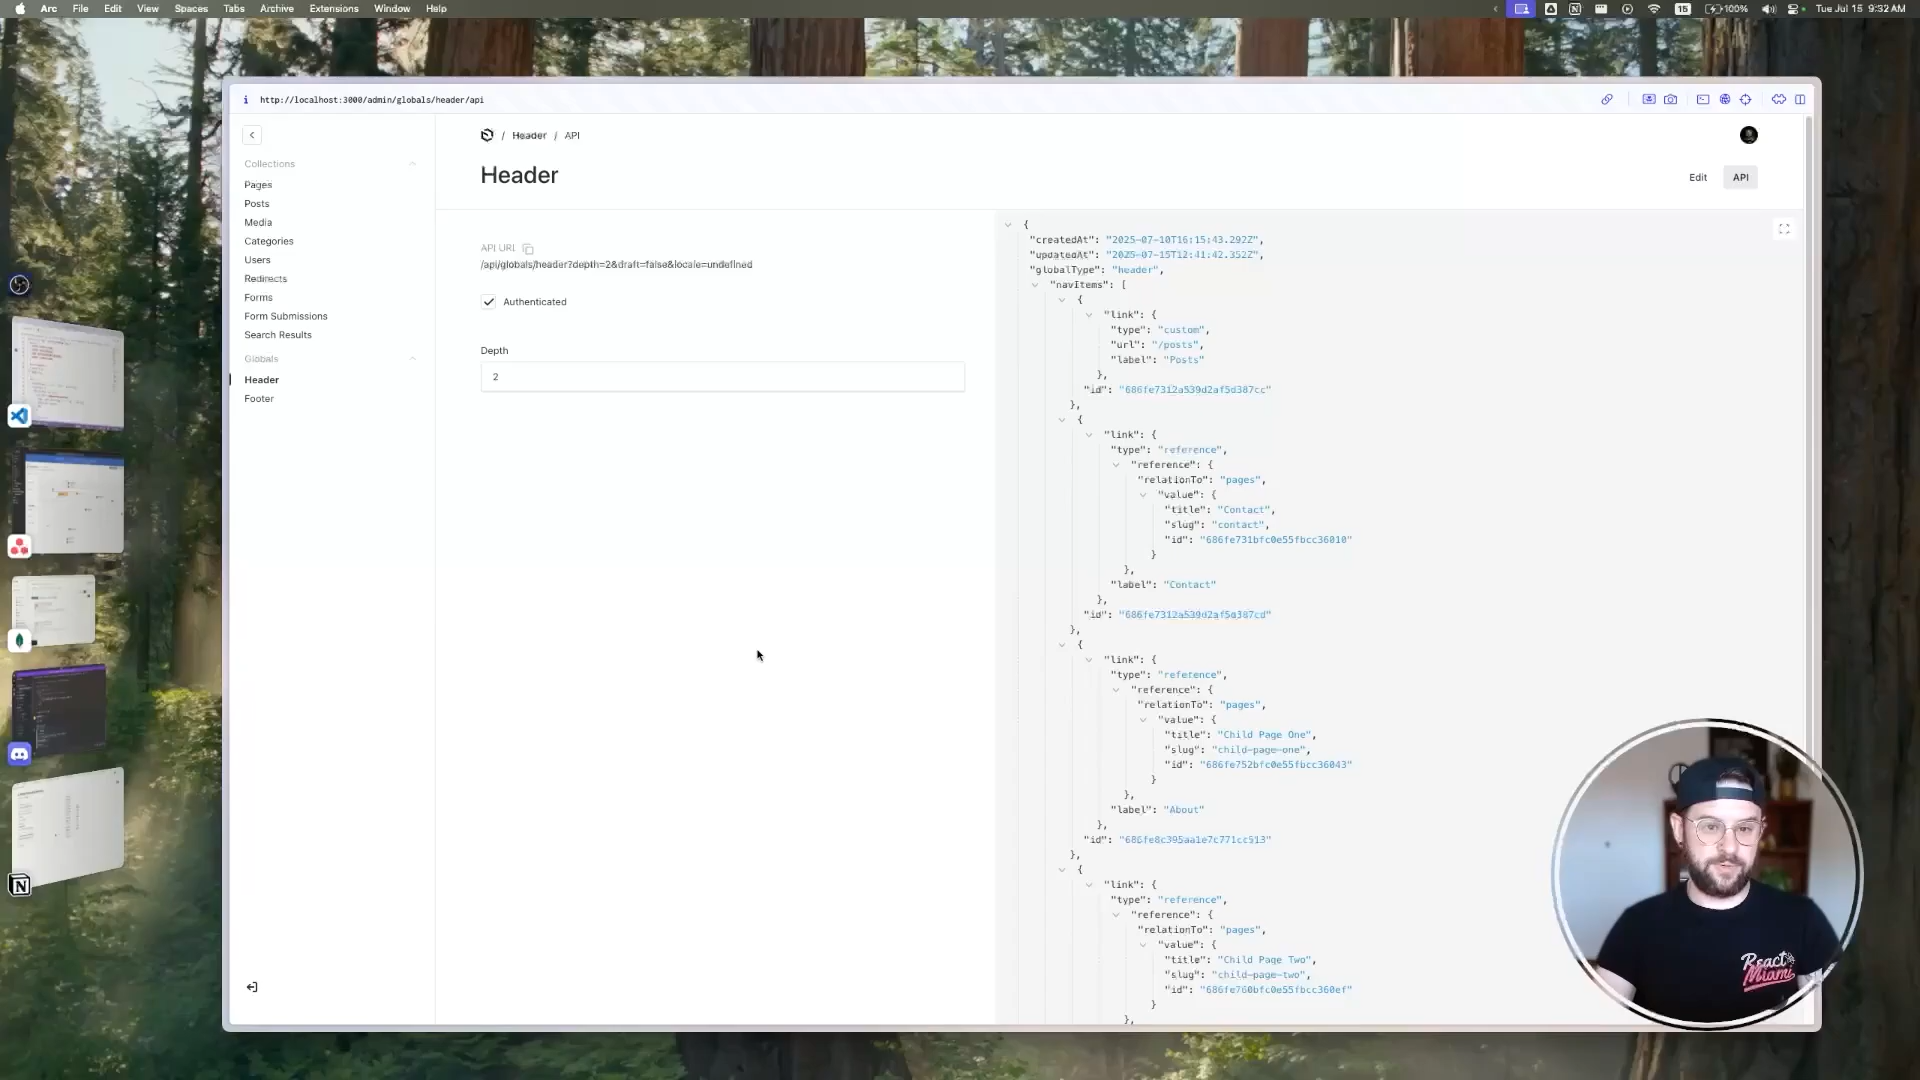 Arc File Edit View Spaces Tabs Archive Extensions Window Help
15 100% Tue Jul 15 9:32 AM
http://localhost:3000/admin/globals/header/api
/ Header / API
Header
Edit API
Collections
Pages
Posts
Media
Categories
Users
Redirects
Forms
Form Submissions
Search Results
Globals
Header
Footer
API URL
/api/globals/header?depth=2&draft=false&locale=undefined
Authenticated
Depth
2
{
"createdAt": "2025-07-10T16:15:43.292Z",
"updatedAt": "2025-07-15T12:41:42.352Z",
"globalType": "header",
"navItems": [
{
"link": {
"type": "custom",
"url": "/posts",
"label": "Posts"
},
"id": "686fe7312a539d2af5d387cc"
},
{
"link": {
"type": "reference",
"reference": {
"relationTo": "pages",
"value": {
"title": "Contact",
"slug": "contact",
"id": "686fe731bfc0e55fbcc36010"
}
},
"label": "Contact"
},
"id": "686fe7312a539d2af5d387cd"
},
{
"link": {
"type": "reference",
"reference": {
"relationTo": "pages",
"value": {
"title": "Child Page One",
"slug": "child-page-one",
"id": "686fe752bfc0e55fbcc36043"
}
},
"label": "About"
},
"id": "686fe8c395aa1e7c771cc513"
},
{
"link": {
"type": "reference",
"reference": {
"relationTo": "pages",
"value": {
"title": "Child Page Two",
"slug": "child-page-two",
"id": "686fe760bfc0e55fbcc360ef"
}
},
React
Miami